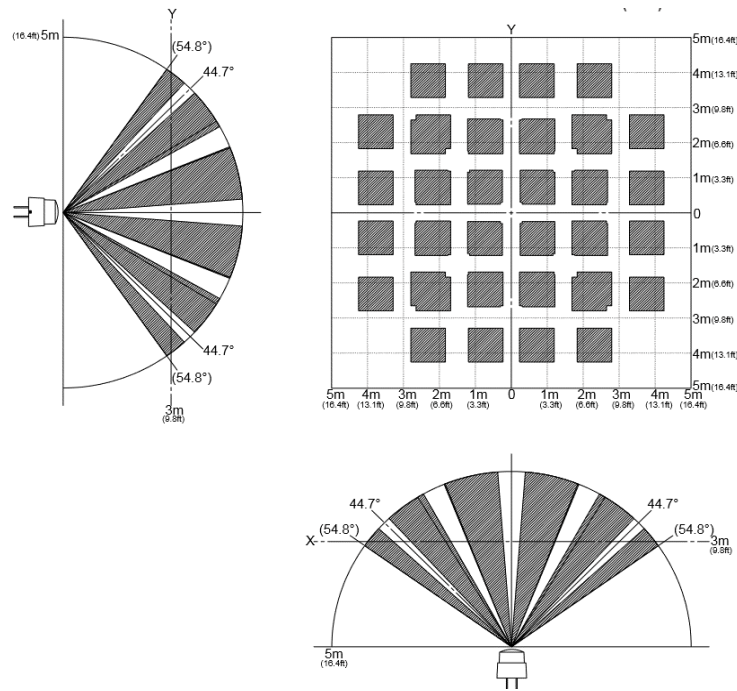 Y
(16.4ft) 5m
(54.8°)
44.7°
44.7°
(54.8°)
3m
(9.8ft)
Y
5m(16.4ft)
4m(13.1ft)
3m(9.8ft)
2m(6.6ft)
1m(3.3ft)
0
1m(3.3ft)
2m(6.6ft)
3m(9.8ft)
4m(13.1ft)
5m(16.4ft)
5m 4m 3m 2m 1m 0 1m 2m 3m 4m 5m
(16.4ft) (13.1ft) (9.8ft) (6.6ft) (3.3ft) (3.3ft) (6.6ft) (9.8ft) (13.1ft) (16.4ft)
44.7° 44.7°
(54.8°) (54.8°)
X 3m
(9.8ft)
5m
(16.4ft)